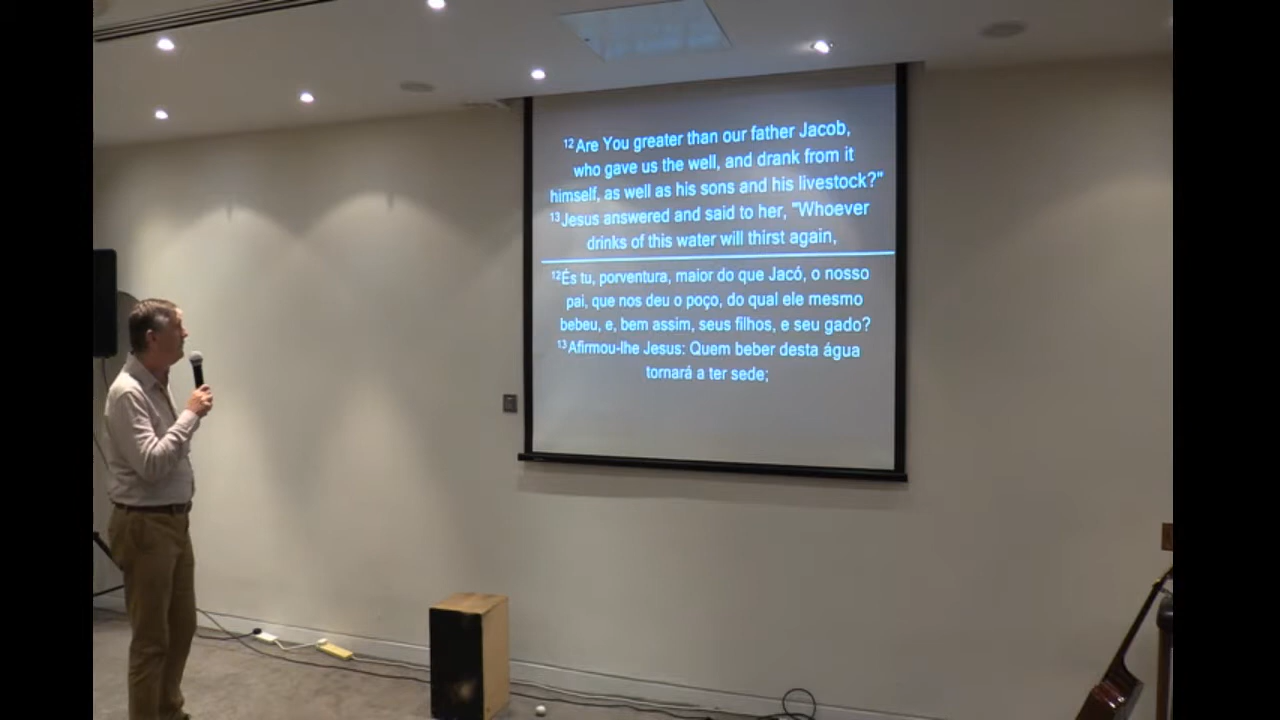 12 Are You greater than our father Jacob,
who gave us the well, and drank from it
himself, as well as his sons and his livestock?"
13 Jesus answered and said to her, "Whoever
drinks of this water will thirst again,
12 És tu, porventura, maior do que Jacó, o nosso
pai, que nos deu o poço, do qual ele mesmo
bebeu, e, bem assim, seus filhos, e seu gado?
13 Afirmou-lhe Jesus: Quem beber desta água
tornará a ter sede;